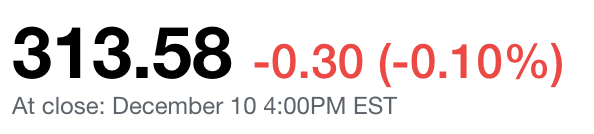 313.58 -0.30 (-0.10%)
At close: December 10 4:00PM EST